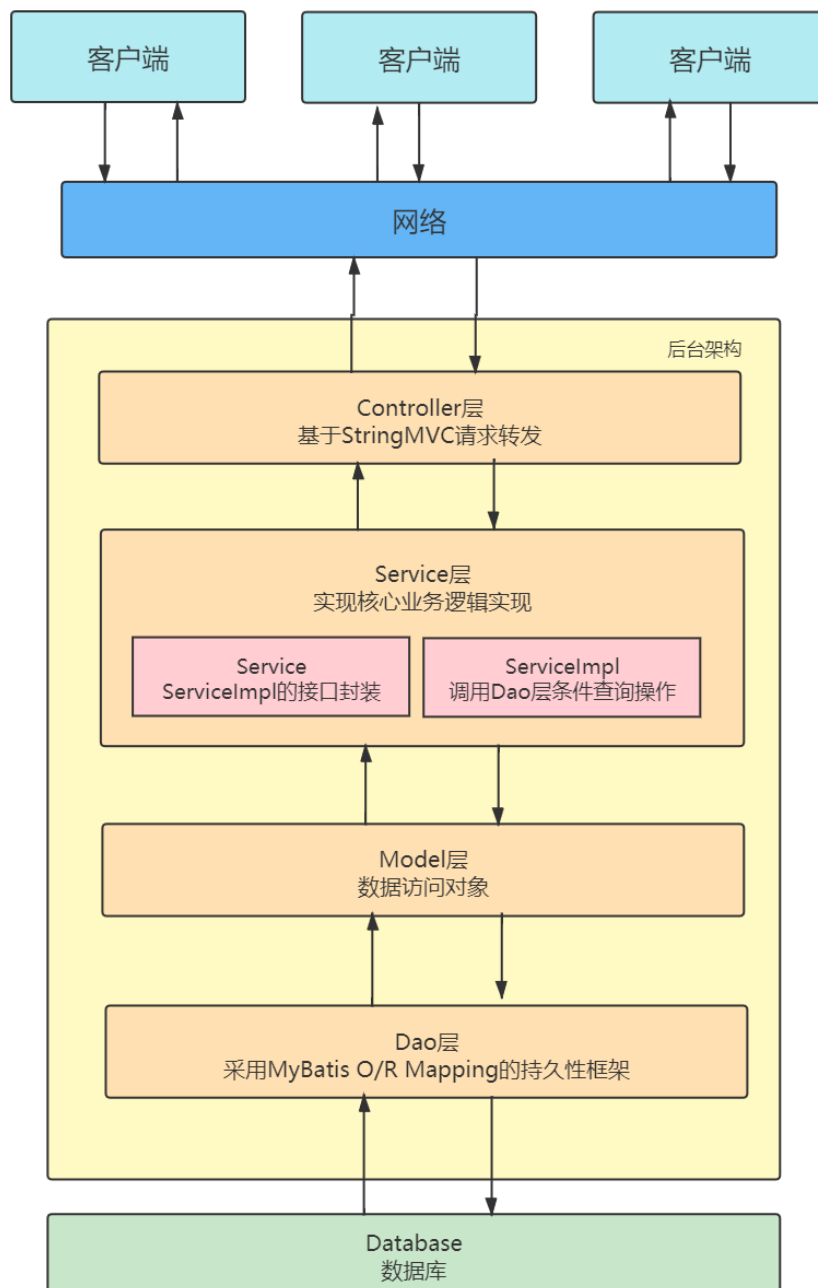 客户端
客户端
客户端
网络
后台架构
Controller层
基于StringMVC请求转发
Service层
实现核心业务逻辑实现
Service
ServiceImpl的接口封装
ServiceImpl
调用Dao层条件查询操作
Model层
数据访问对象
Dao层
采用MyBatis O/R Mapping的持久性框架
Database
数据库